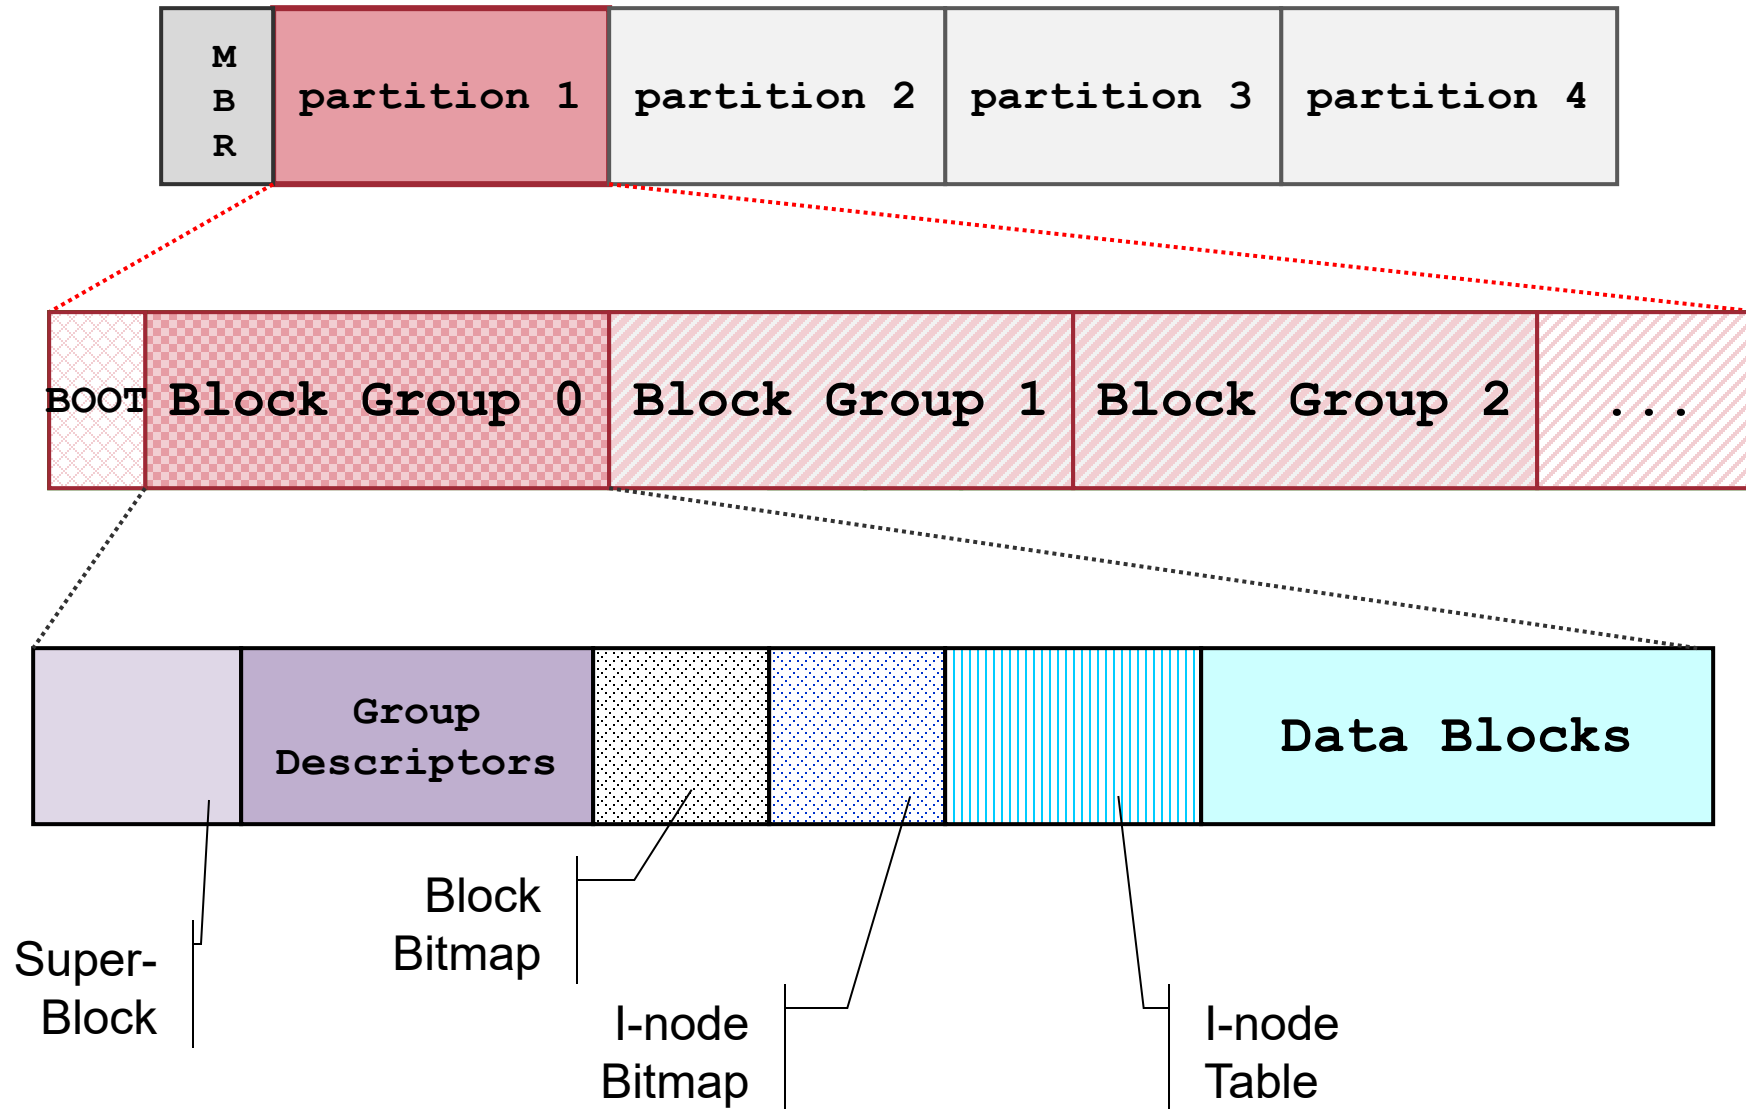 M
B
R
partition 1
partition 2
partition 3
partition 4
BOOT
Block Group 0
Block Group 1
Block Group 2
...
Group
Descriptors
Data Blocks
Super-
Block
Block
Bitmap
I-node
Bitmap
I-node
Table